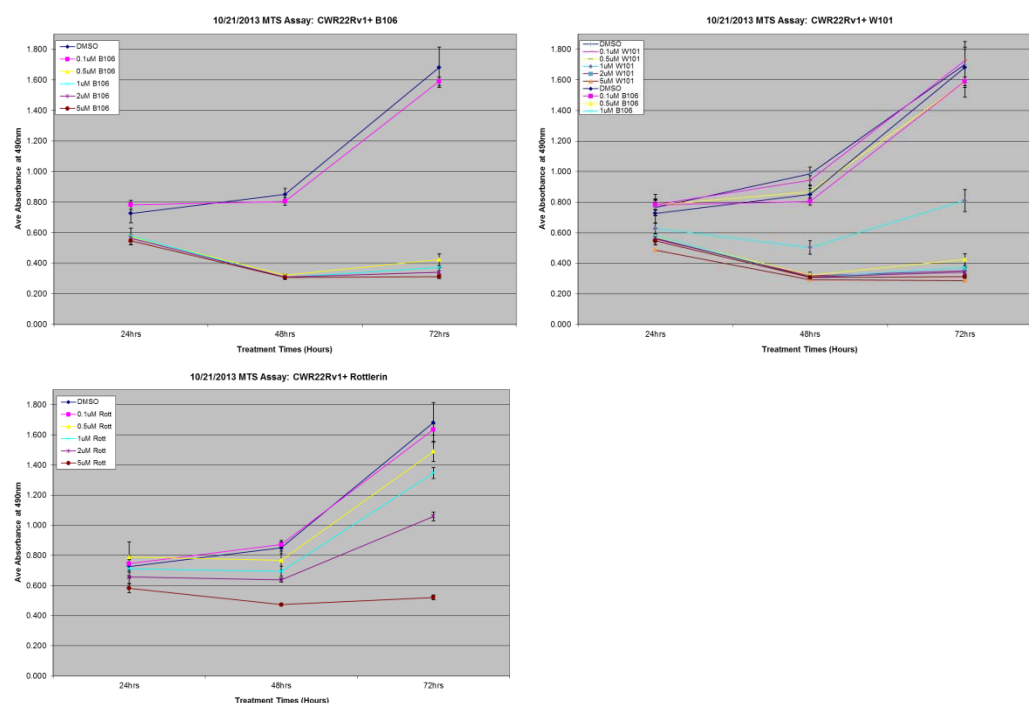 10/21/2013 MTS Assay: CWR22Rv1+ B106
Ave Absorbance at 490nm
1.800
1.600
1.400
1.200
1.000
0.800
0.600
0.400
0.200
0.000
DMSO
0.1uM B106
0.5uM B106
1uM B106
2uM B106
5uM B106
24hrs
48hrs
72hrs
Treatment Times (Hours)
10/21/2013 MTS Assay: CWR22Rv1+ W101
Ave Absorbance at 490nm
1.800
1.600
1.400
1.200
1.000
0.800
0.600
0.400
0.200
0.000
DMSO
0.1uM W101
0.5uM W101
1uM W101
2uM W101
5uM W101
DMSO
0.1uM B106
0.5uM B106
1uM B106
24hrs
48hrs
72hrs
Treatment Times (Hours)
10/21/2013 MTS Assay: CWR22Rv1+ Rottlerin
Ave Absorbance at 490nm
1.800
1.600
1.400
1.200
1.000
0.800
0.600
0.400
0.200
0.000
DMSO
0.1uM Rott
0.5uM Rott
1uM Rott
2uM Rott
5uM Rott
24hrs
48hrs
72hrs
Treatment Times (Hours)